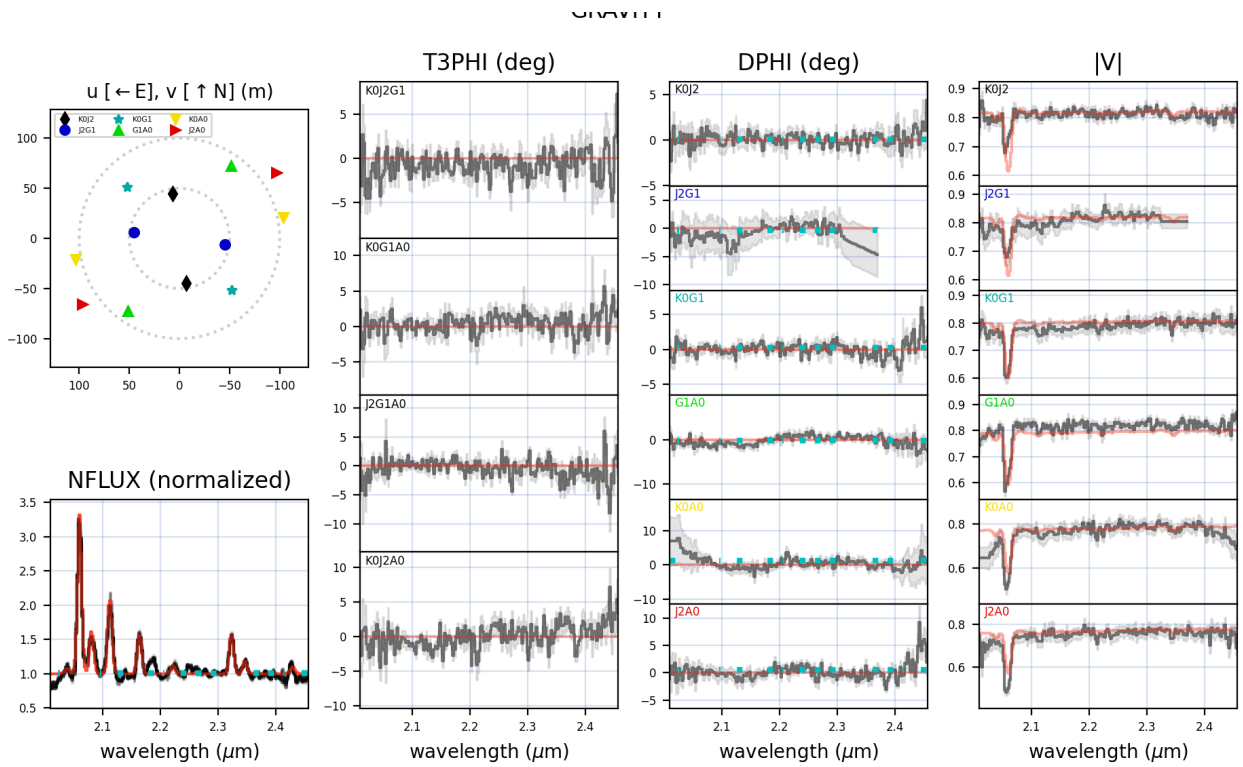 GRAVITY
u [←E], v [↑N] (m)
K0J2 K0G1 K0A0
J2G1 G1A0 J2A0
100
50
0
−50
−100
100 50 0 −50 −100
NFLUX (normalized)
3.5
3.0
2.5
2.0
1.5
1.0
0.5
2.1 2.2 2.3 2.4
wavelength (μm)
T3PHI (deg)
K0J2G1
5
0
−5
K0G1A0
5
0
−5
J2G1A0
10
5
0
−5
−10
K0J2A0
5
0
−5
−10
2.1 2.2 2.3 2.4
wavelength (μm)
DPHI (deg)
K0J2
5
0
−5
J2G1
5
0
−5
−10
K0G1
5
0
−5
G1A0
0
−10
K0A0
10
0
−10
J2A0
10
5
0
−5
2.1 2.2 2.3 2.4
wavelength (μm)
|V|
K0J2
0.9
0.8
0.7
0.6
J2G1
0.9
0.8
0.7
0.6
K0G1
0.9
0.8
0.7
0.6
G1A0
0.9
0.8
0.7
0.6
K0A0
0.8
0.6
J2A0
0.8
0.6
2.1 2.2 2.3 2.4
wavelength (μm)